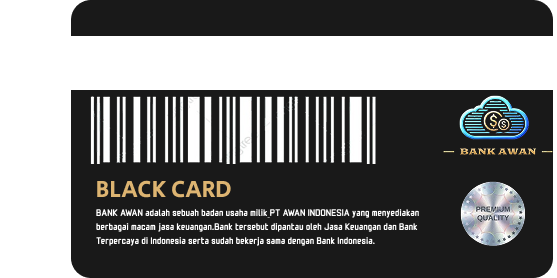 BANK AWAN
BLACK CARD
BANK AWAN adalah sebuah badan usaha milik PT AWAN INDONESIA yang menyediakan
berbagai macam jasa keuangan.Bank tersebut dipantau oleh Jasa Keuangan dan Bank
Terpercaya di Indonesia serta sudah bekerja sama dengan Bank Indonesia.
PREMIUM
QUALITY